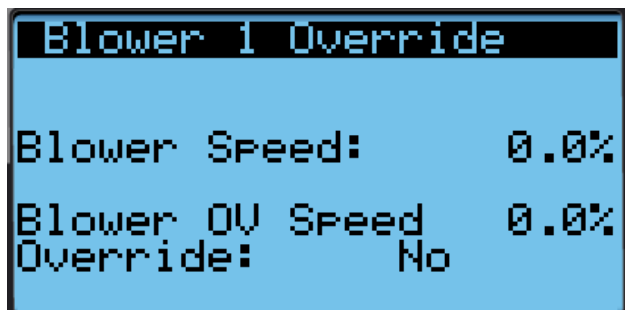 Blower 1 Override
Blower Speed: 0.0%
Blower OV Speed 0.0%
Override: No